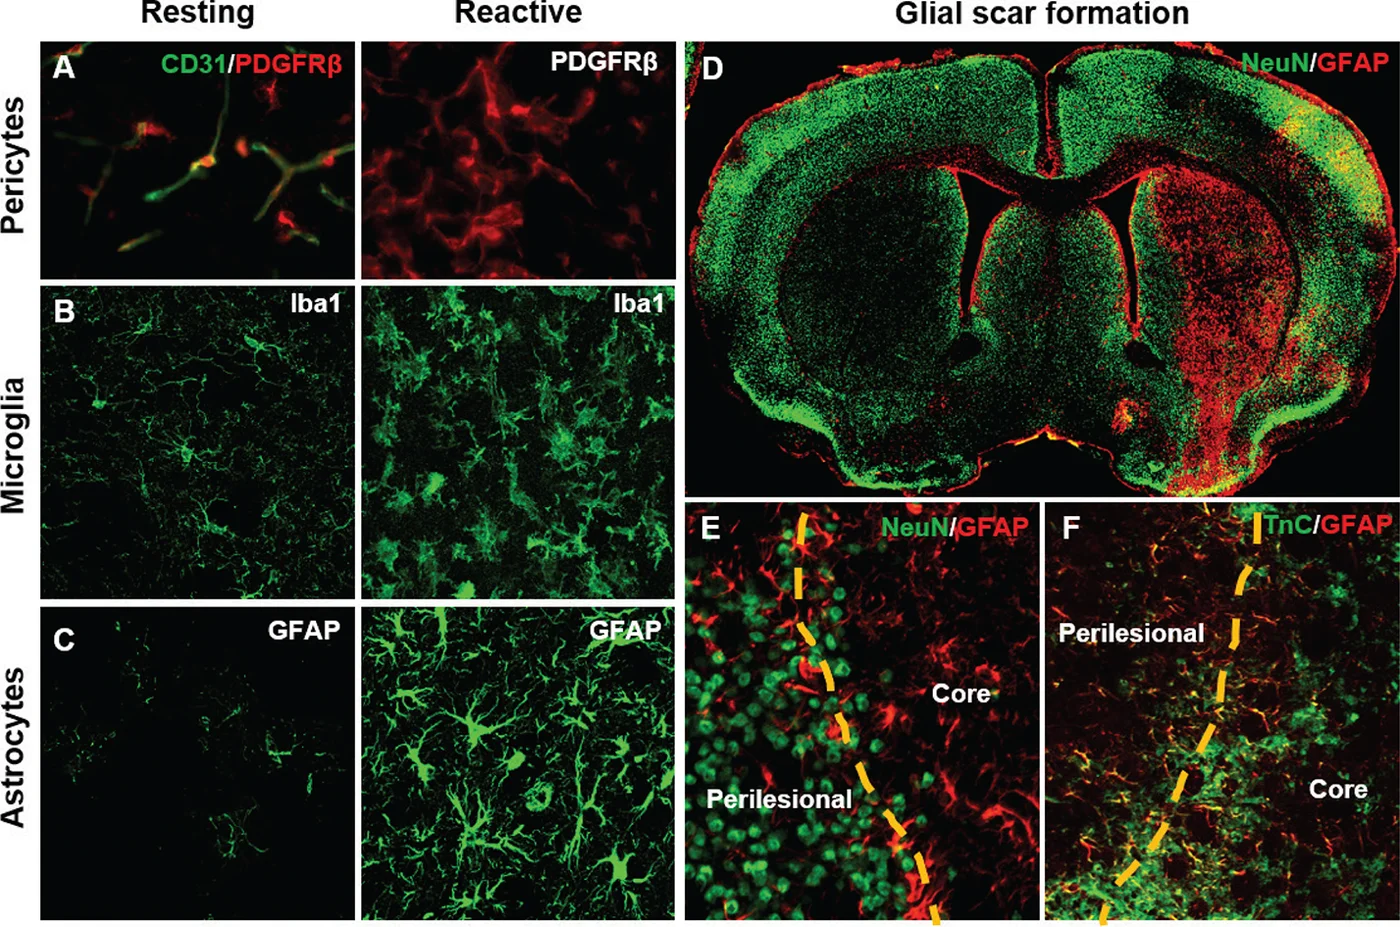 Resting
Reactive
Glial scar formation
Pericytes
A
CD31/PDGFRβ
PDGFRβ
D
NeuN/GFAP
Microglia
B
Iba1
Iba1
Astrocytes
C
GFAP
GFAP
E
NeuN/GFAP
Core
Perilesional
F
TnC/GFAP
Perilesional
Core